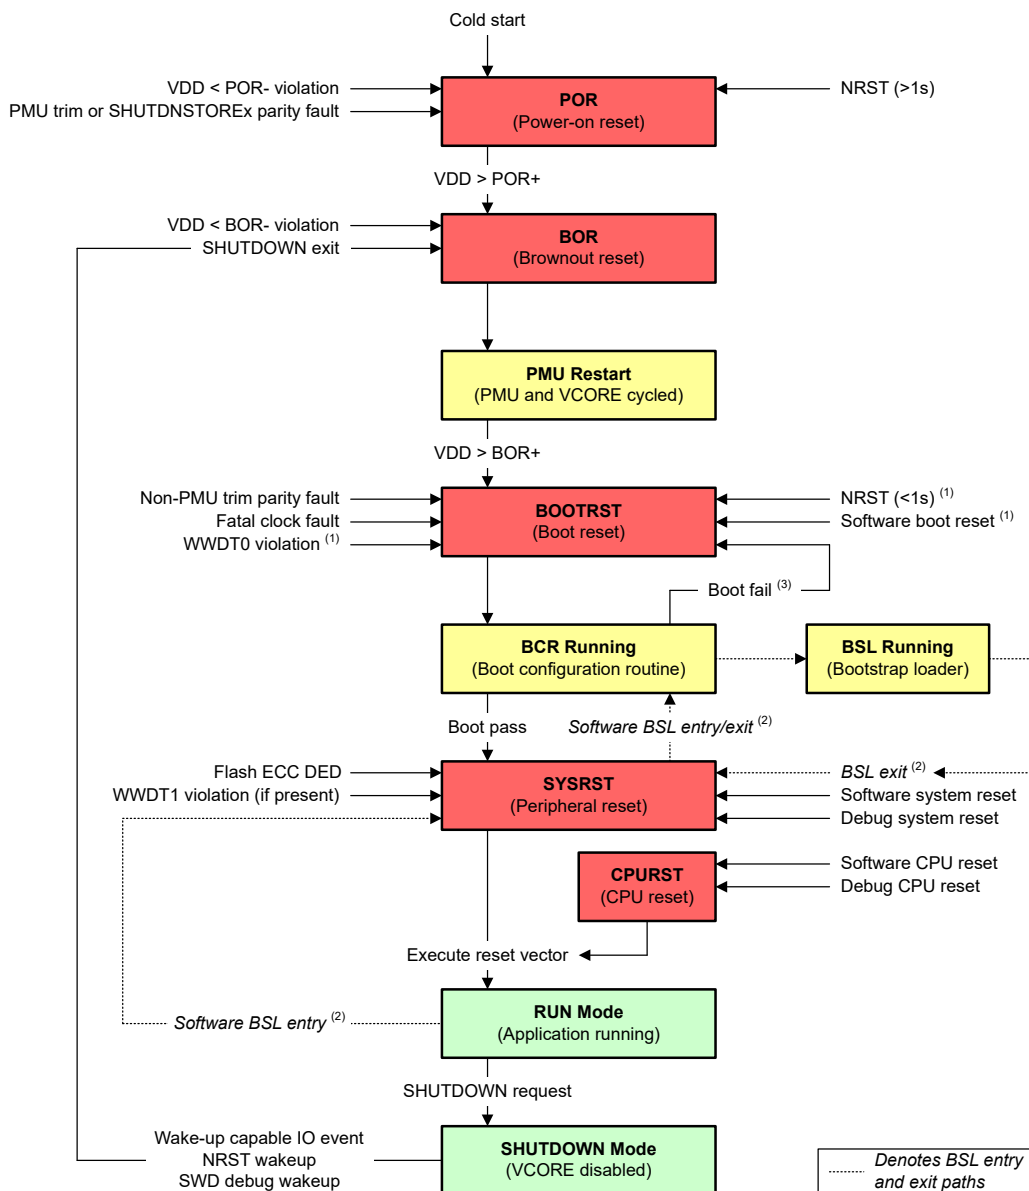 Cold start
VDD < POR- violation
PMU trim or SHUTDNSTOREx parity fault
POR
(Power-on reset)
NRST (>1s)
VDD > POR+
VDD < BOR- violation
SHUTDOWN exit
BOR
(Brownout reset)
PMU Restart
(PMU and VCORE cycled)
VDD > BOR+
Non-PMU trim parity fault
Fatal clock fault
WWDT0 violation (1)
BOOTRST
(Boot reset)
NRST (<1s) (1)
Software boot reset (1)
Boot fail (3)
BCR Running
(Boot configuration routine)
BSL Running
(Bootstrap loader)
Boot pass
Software BSL entry/exit (2)
Flash ECC DED
WWDT1 violation (if present)
SYSRST
(Peripheral reset)
BSL exit (2)
Software system reset
Debug system reset
CPURST
(CPU reset)
Software CPU reset
Debug CPU reset
Execute reset vector
RUN Mode
(Application running)
Software BSL entry (2)
SHUTDOWN request
Wake-up capable IO event
NRST wakeup
SWD debug wakeup
SHUTDOWN Mode
(VCORE disabled)
Denotes BSL entry
and exit paths